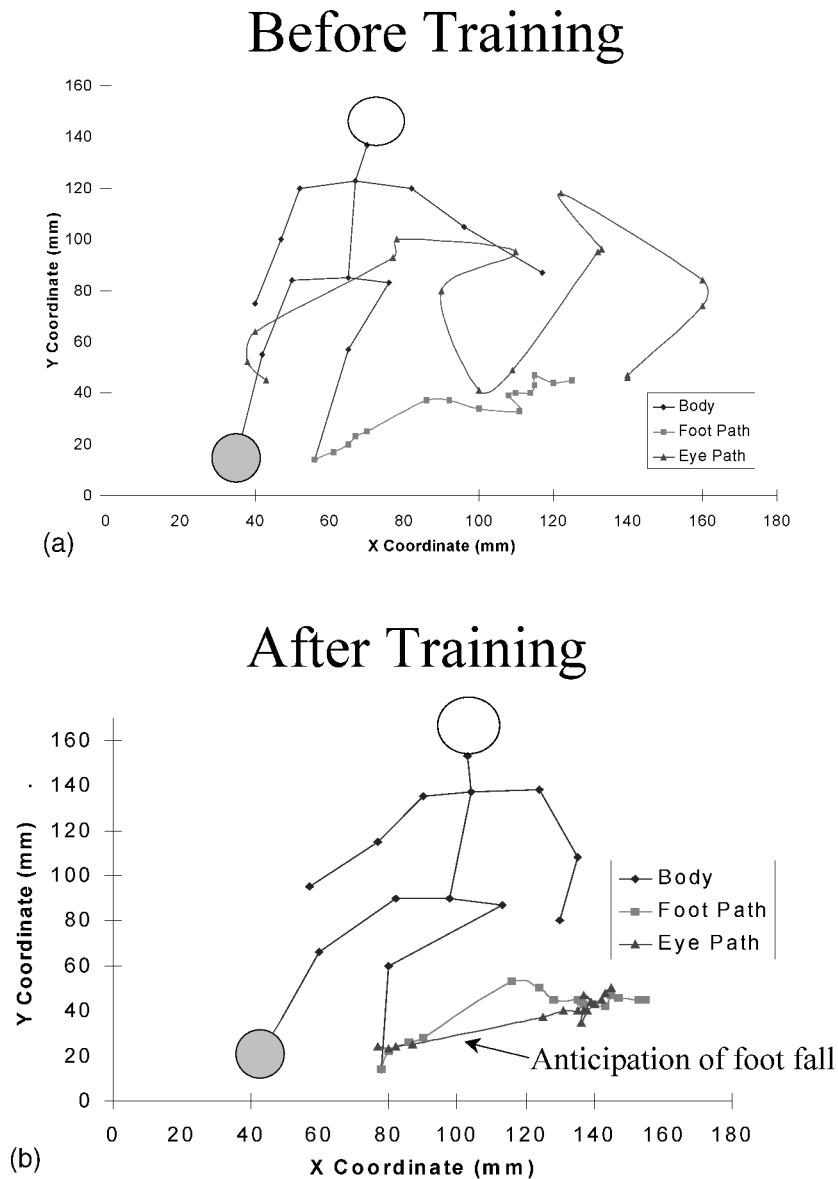 Before Training
160
140
120
100
80
60
40
20
0
Y Coordinate (mm)
Body
Foot Path
Eye Path
0 20 40 60 80 100 120 140 160 180
X Coordinate (mm)
(a)
After Training
160
140
120
100
80
60
40
20
0
Y Coordinate (mm)
Body
Foot Path
Eye Path
Anticipation of foot fall
0 20 40 60 80 100 120 140 160 180
X Coordinate (mm)
(b)